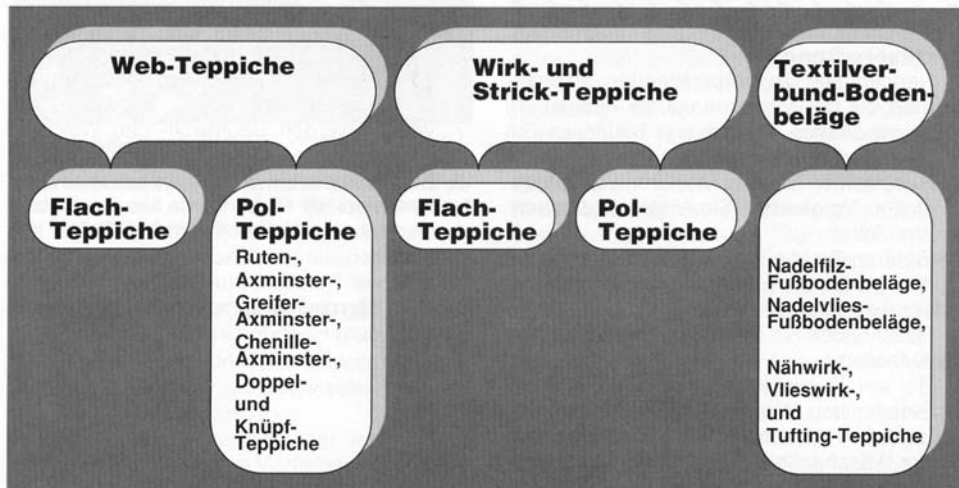 Web-Teppiche
Wirk- und
Strick-Teppiche
Textilver-
bund-Boden-
beläge
Flach-
Teppiche
Pol-
Teppiche
Ruten-,
Axminster-,
Greifer-
Axminster-,
Chenille-
Axminster-,
Doppel-
und
Knüpf-
Teppiche
Flach-
Teppiche
Pol-
Teppiche
Nadelfilz-
Fußbodenbeläge,
Nadelvlies-
Fußbodenbeläge,
Nähwirk-,
Vlieswirk-,
und
Tufting-Teppiche